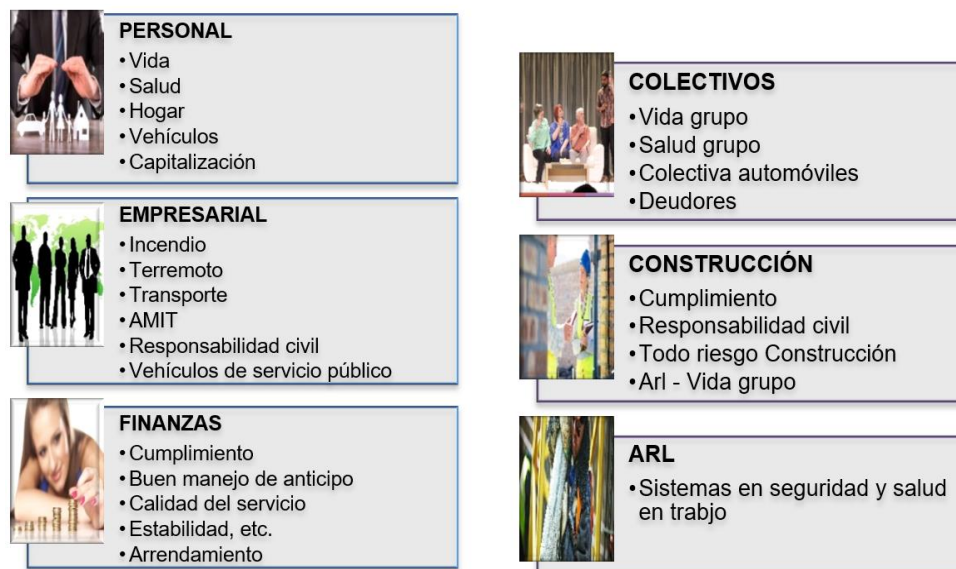 PERSONAL
•Vida
•Salud
•Hogar
•Vehículos
•Capitalización
EMPRESARIAL
•Incendio
•Terremoto
•Transporte
•AMIT
•Responsabilidad civil
•Vehículos de servicio público
FINANZAS
•Cumplimiento
•Buen manejo de anticipo
•Calidad del servicio
•Estabilidad, etc.
•Arrendamiento
COLECTIVOS
•Vida grupo
•Salud grupo
•Colectiva automóviles
•Deudores
CONSTRUCCIÓN
•Cumplimiento
•Responsabilidad civil
•Todo riesgo Construcción
•Arl - Vida grupo
ARL
•Sistemas en seguridad y salud
en trabjo